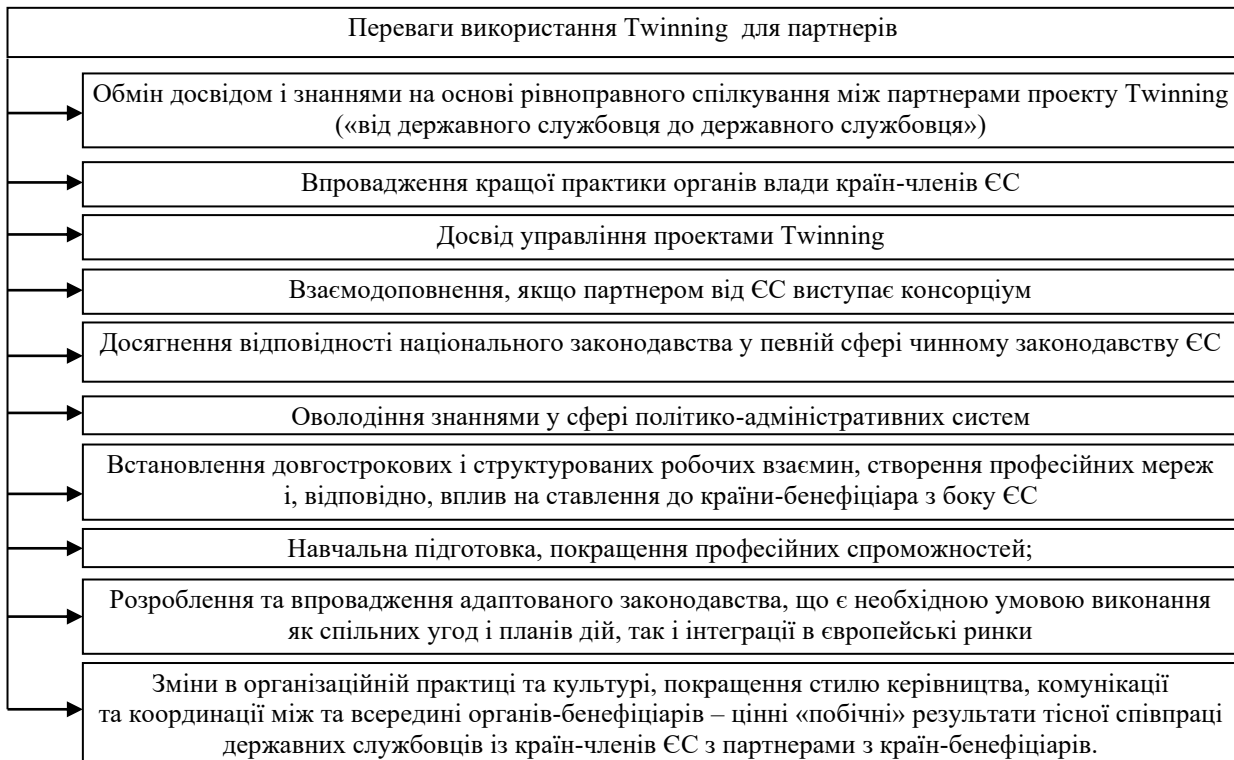 Переваги використання Twinning для партнерів
Обмін досвідом і знаннями на основі рівноправного спілкування між партнерами проекту Twinning
(«від державного службовця до державного службовця»)
Впровадження кращої практики органів влади країн-членів ЄС
Досвід управління проектами Twinning
Взаємодоповнення, якщо партнером від ЄС виступає консорціум
Досягнення відповідності національного законодавства у певній сфері чинному законодавству ЄС
Оволодіння знаннями у сфері політико-адміністративних систем
Встановлення довгострокових і структурованих робочих взаємин, створення професійних мереж
і, відповідно, вплив на ставлення до країни-бенефіціара з боку ЄС
Навчальна підготовка, покращення професійних спроможностей;
Розроблення та впровадження адаптованого законодавства, що є необхідною умовою виконання
як спільних угод і планів дій, так і інтеграції в європейські ринки
Зміни в організаційній практиці та культурі, покращення стилю керівництва, комунікації
та координації між та всередині органів-бенефіціарів – цінні «побічні» результати тісної співпраці
державних службовців із країн-членів ЄС з партнерами з країн-бенефіціарів.